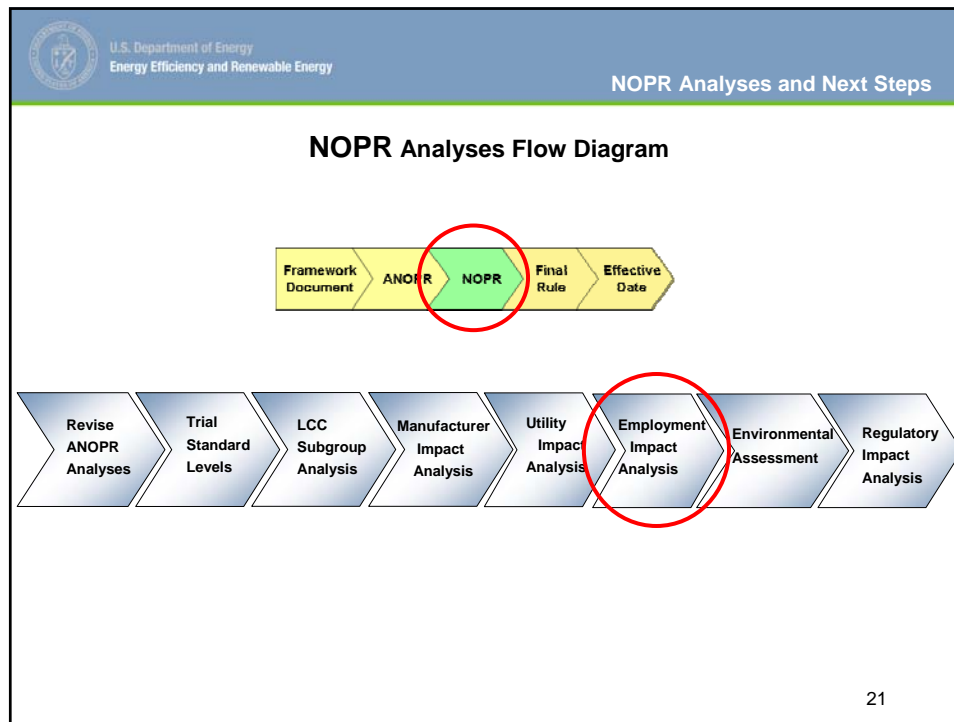 U.S. Department of Energy
Energy Efficiency and Renewable Energy
NOPR Analyses and Next Steps
NOPR Analyses Flow Diagram
Framework
Document
ANOPR
NOPR
Final
Rule
Effective
Date
Revise
ANOPR
Analyses
Trial
Standard
Levels
LCC
Subgroup
Analysis
Manufacturer
Impact
Analysis
Utility
Impact
Analysis
Employment
Impact
Analysis
Environmental
Assessment
Regulatory
Impact
Analysis
21